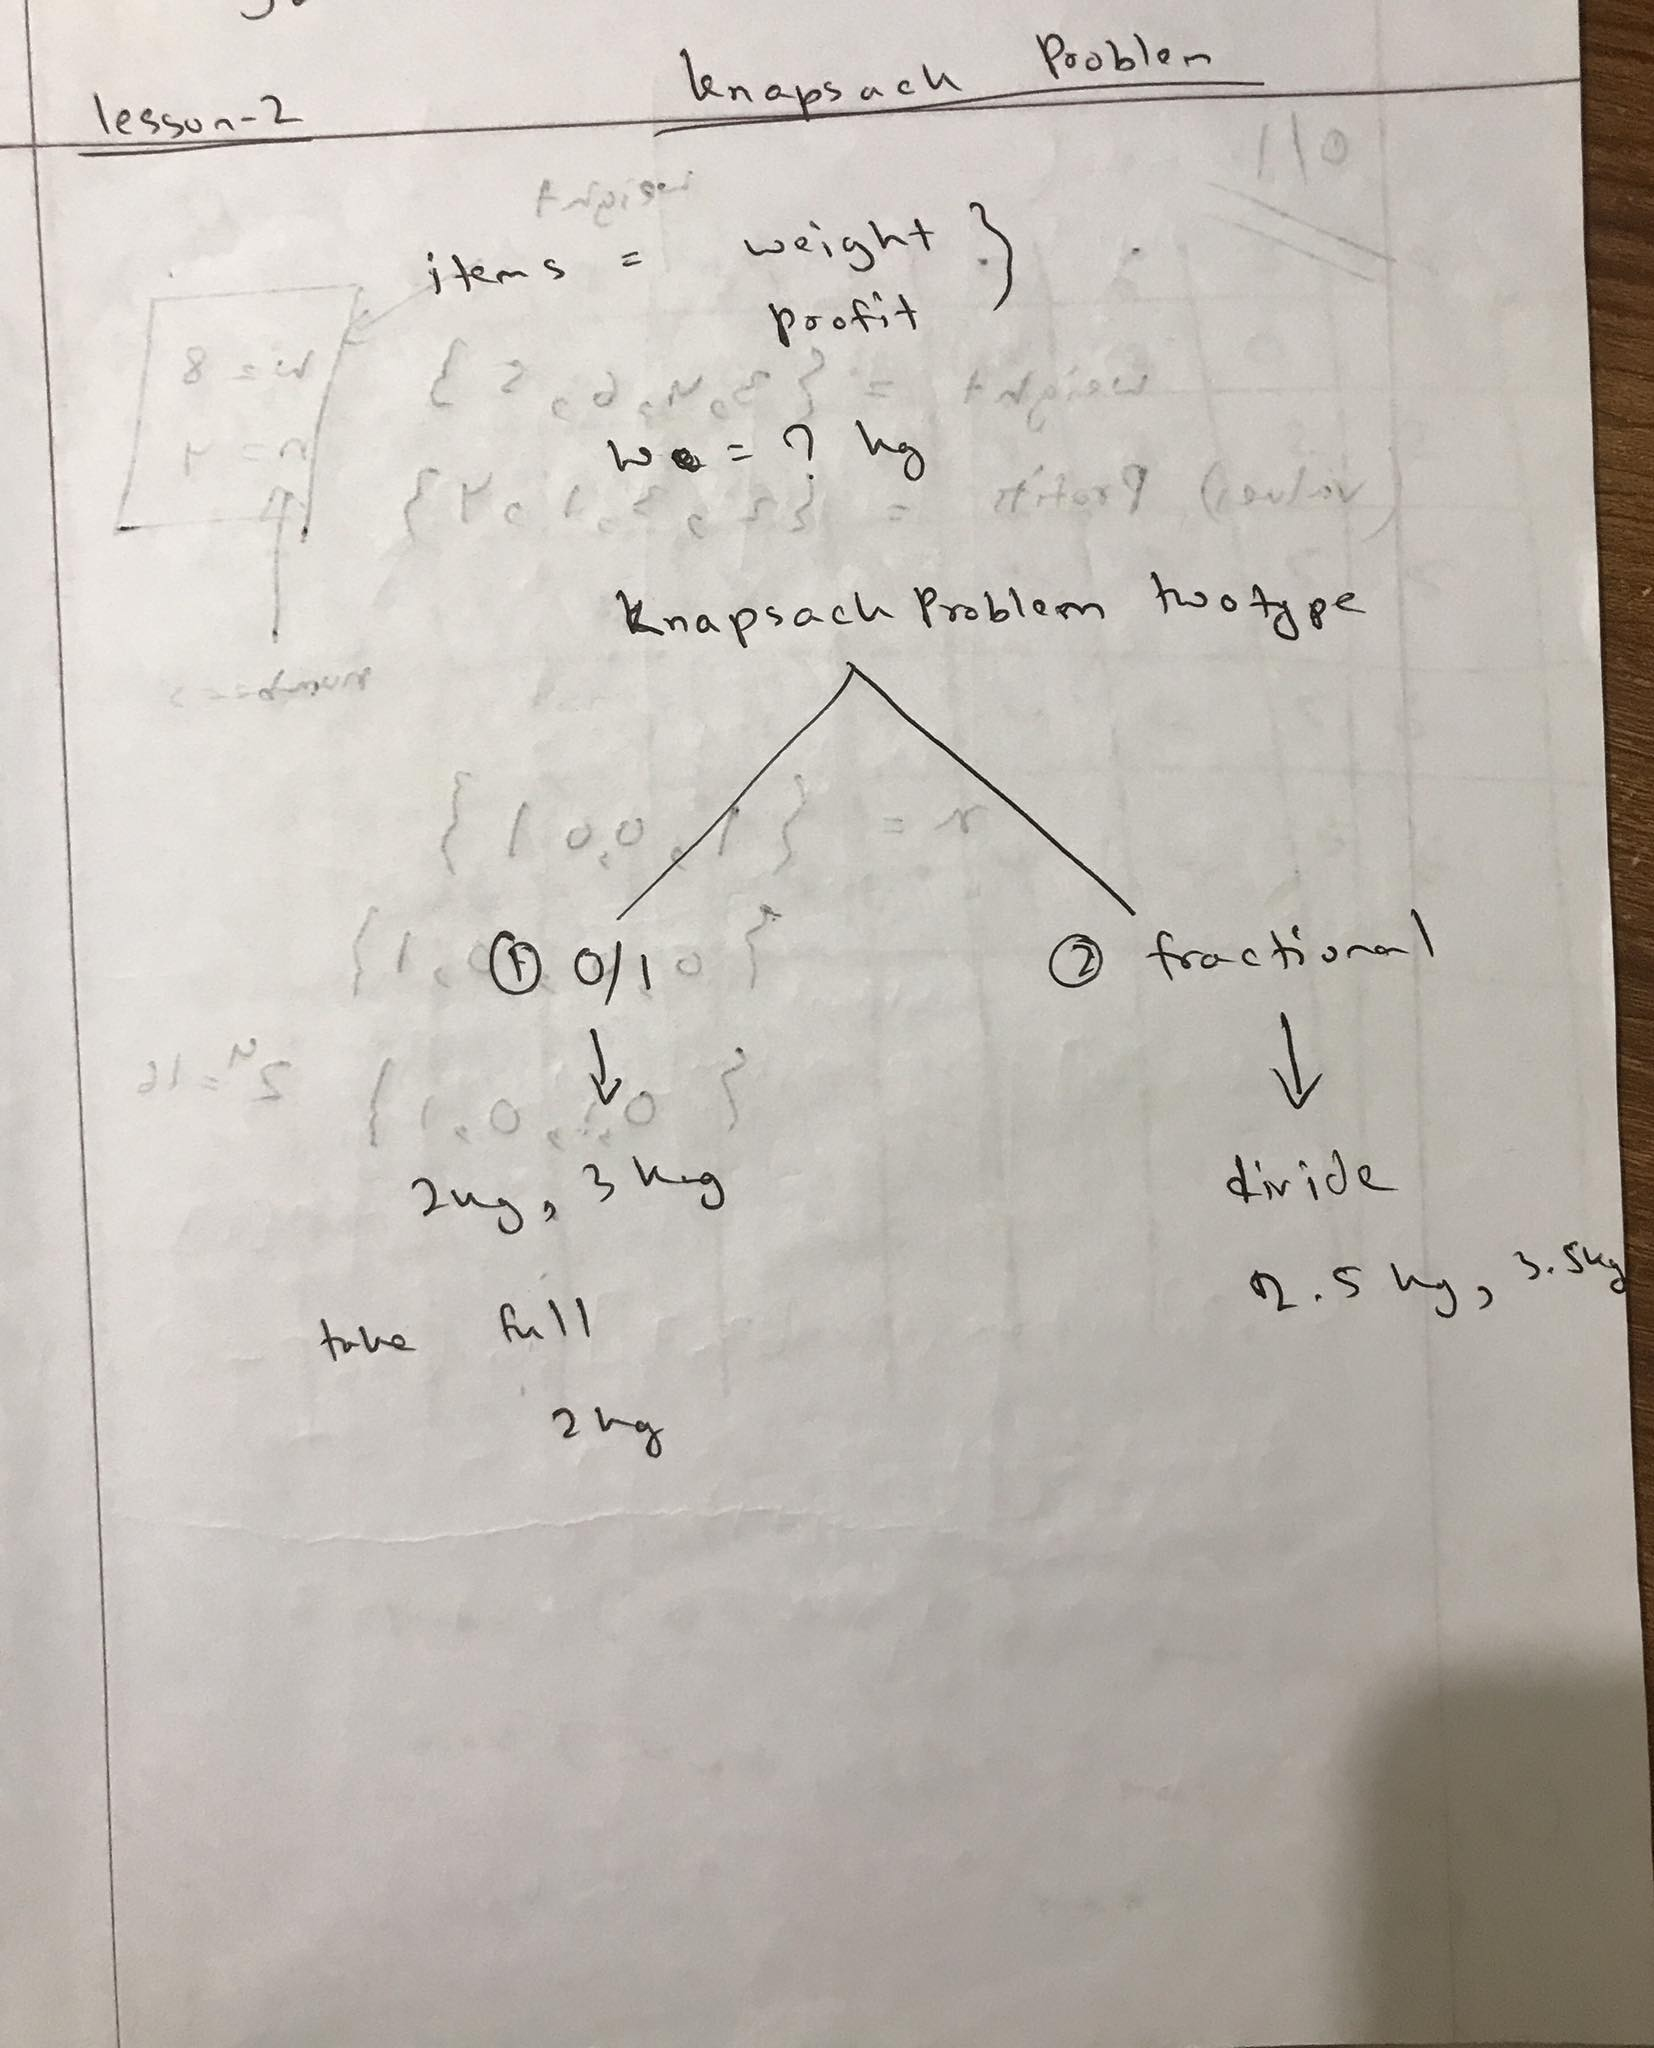 lesson-2 Knapsack Problem
items = weight }
profit
w = ? kg
Knapsack Problem two type
① 0/1 ② fractional
2kg, 3kg divide
2.5 kg, 3.5kg
take full
2kg